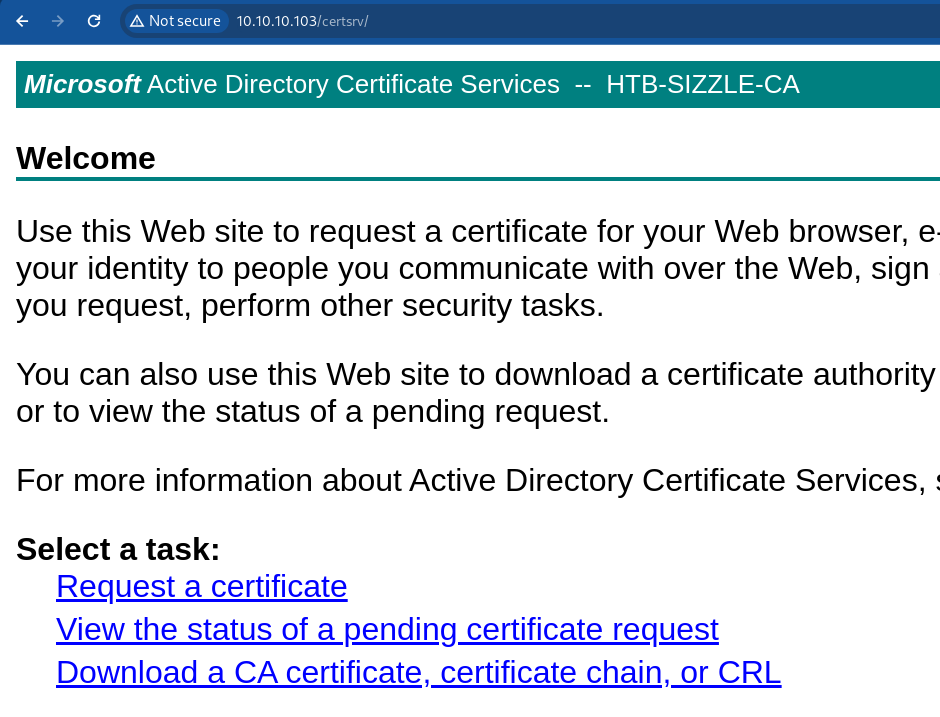 Not secure 10.10.10.103/certsrv/
Microsoft Active Directory Certificate Services -- HTB-SIZZLE-CA
Welcome
Use this Web site to request a certificate for your Web browser, e-
your identity to people you communicate with over the Web, sign
you request, perform other security tasks.
You can also use this Web site to download a certificate authority
or to view the status of a pending request.
For more information about Active Directory Certificate Services,
Select a task:
Request a certificate
View the status of a pending certificate request
Download a CA certificate, certificate chain, or CRL